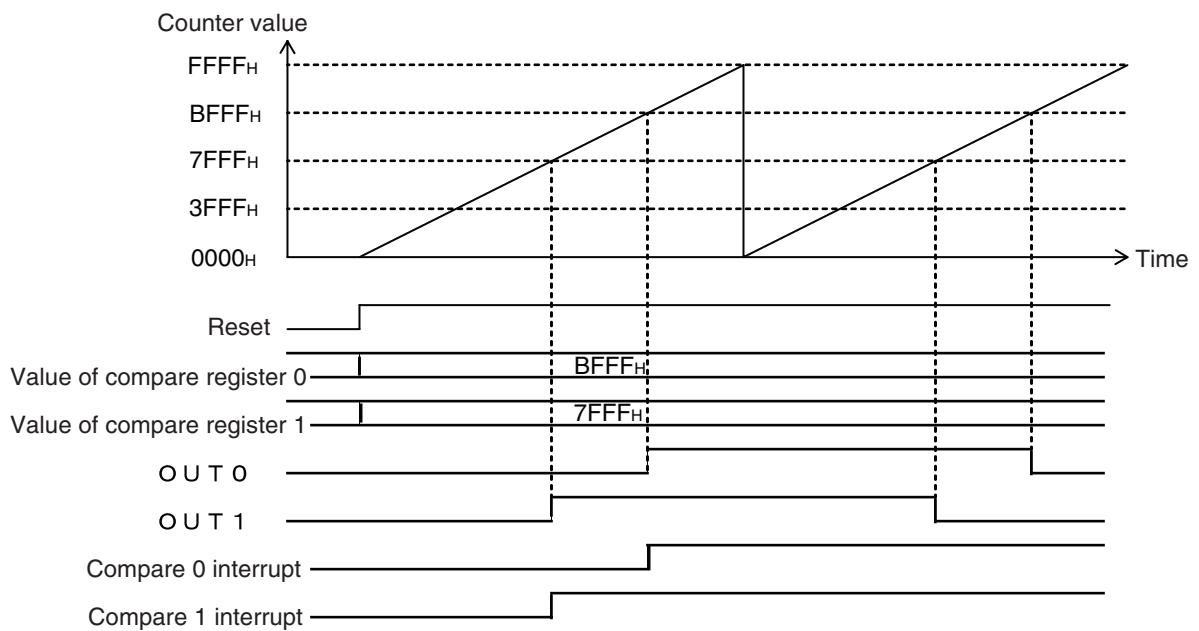 Counter value
FFFFH
BFFFH
7FFFH
3FFFH
0000H
Time
Reset
Value of compare register 0
BFFFH
Value of compare register 1
7FFFH
OUT0
OUT1
Compare 0 interrupt
Compare 1 interrupt